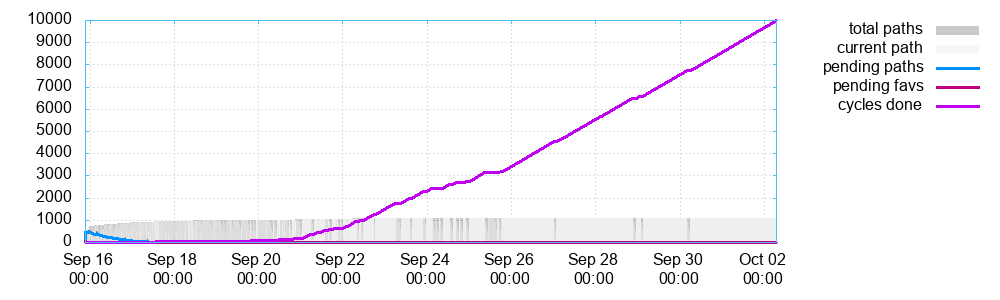 10000
9000
8000
7000
6000
5000
4000
3000
2000
1000
0
Sep 16 Sep 18 Sep 20 Sep 22 Sep 24 Sep 26 Sep 28 Sep 30 Oct 02
00:00 00:00 00:00 00:00 00:00 00:00 00:00 00:00 00:00
total paths
current path
pending paths
pending favs
cycles done